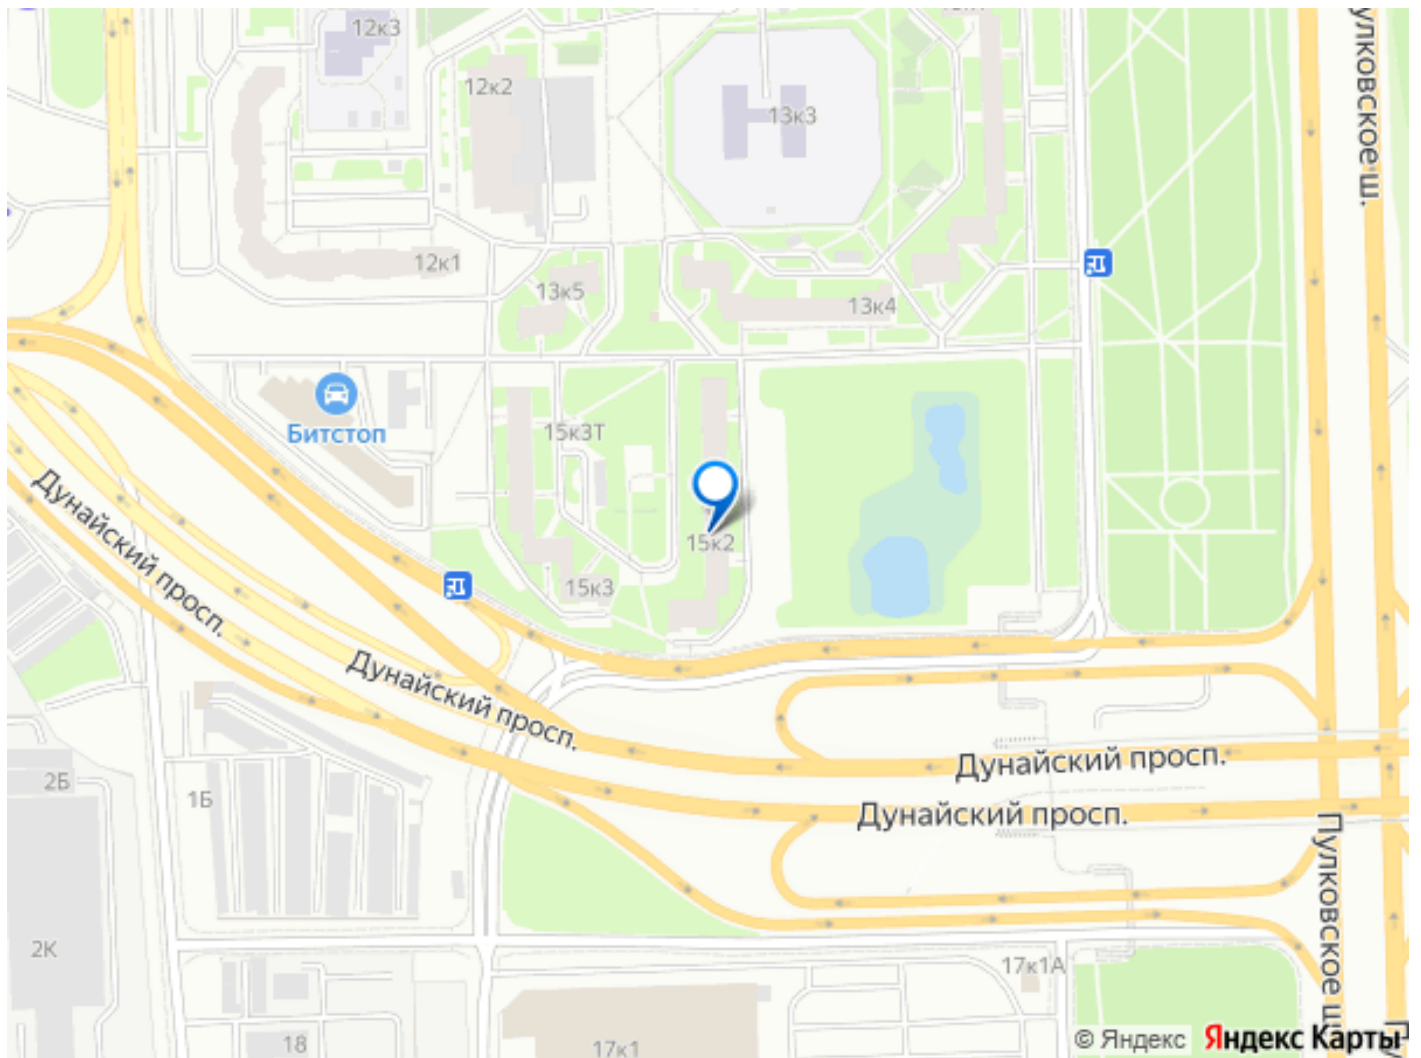 12к3
12к2
13к3
Пулковское ш.
12к1
13к5
13к4
Битстоп
15к3Т
15к2
15к3
Дунайский просп.
Дунайский просп.
Дунайский просп.
Дунайский просп.
2Б
1Б
Пулковское ш.
2К
17к1А
18
17к1
© Яндекс Яндекс Карты